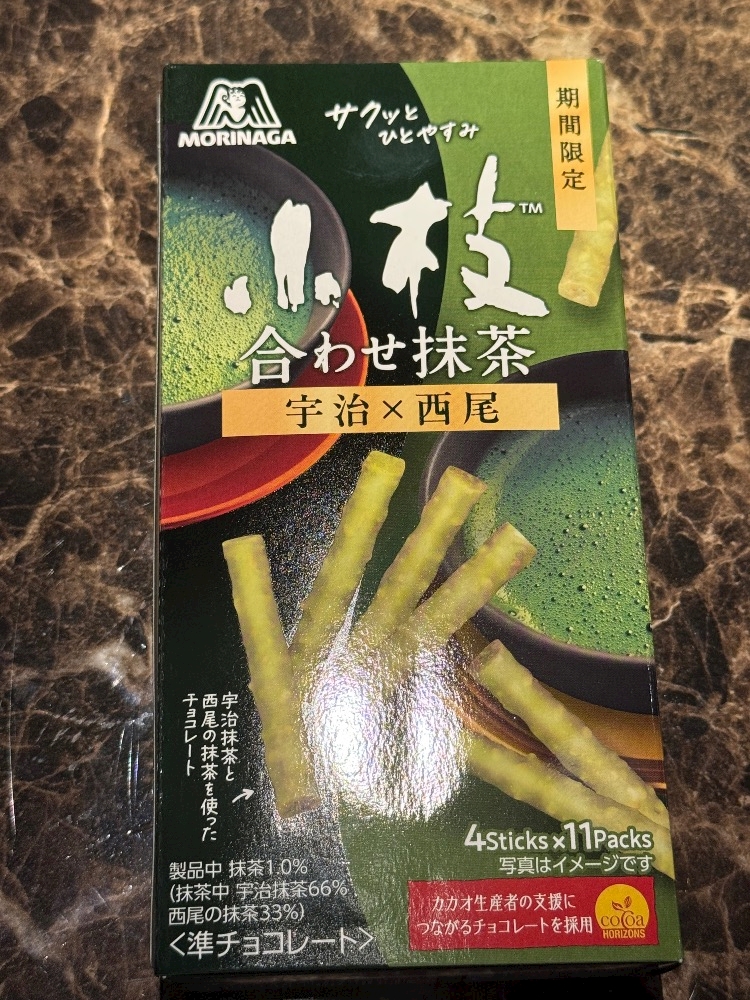 MORINAGA
サクッと
ひとやすみ
期間限定
小枝™
合わせ抹茶
宇治×西尾
宇治抹茶と
西尾の抹茶を使った
チョコレート
4Sticks×11Packs
写真はイメージです
製品中 抹茶1.0%
(抹茶中 宇治抹茶66%
西尾の抹茶33%)
<準チョコレート>
カカオ生産者の支援に
つながるチョコレートを採用
cocoa
HORIZONS